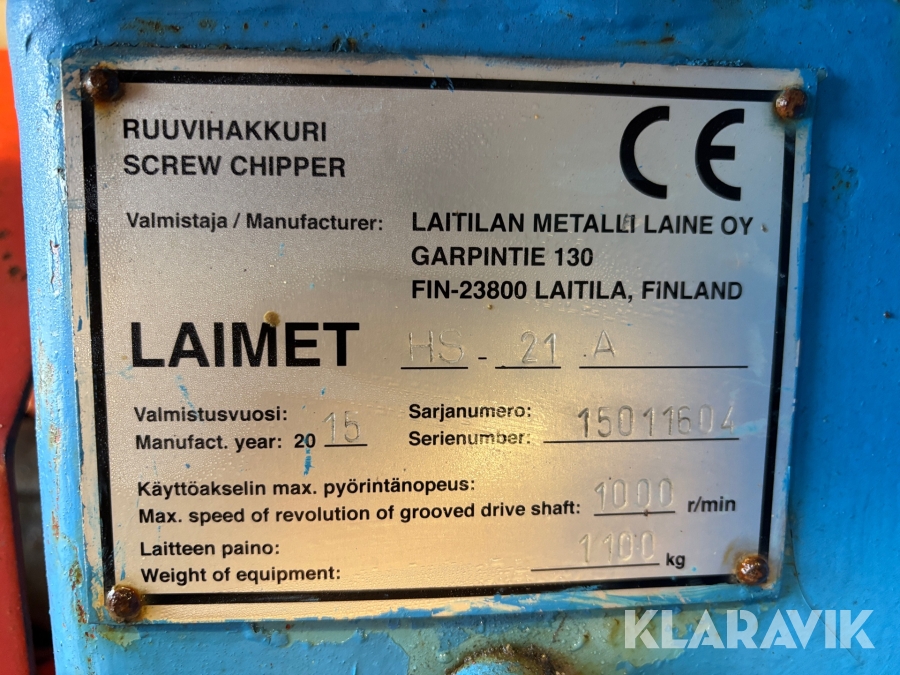 RUUVIHAKKURI
SCREW CHIPPER
CE
Valmistaja / Manufacturer: LAITILAN METALLI LAINE OY
GARPINTIE 130
FIN-23800 LAITILA, FINLAND
LAIMET HS - 21 A
Valmistusvuosi: Sarjanumero:
Manufact. year: 20 15 Serienumber: 15011604
Käyttöakselin max. pyörintänopeus:
Max. speed of revolution of grooved drive shaft: 1000 r/min
Laitteen paino:
Weight of equipment: 1100 kg
KLARAVIK